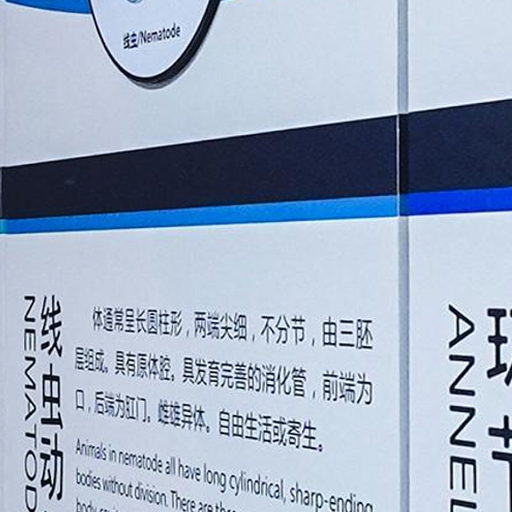 线虫/Nematode
线虫动
NEMATOD
体通常呈长圆柱形，两端尖细，不分节，由三胚
层组成。具有原体腔。具发育完善的消化管，前端为
口，后端为肛门。雌雄异体。自由生活或寄生。
Animals in nematode all have long cylindrical, sharp-ending
bodies without division. There are
body
ANNEL